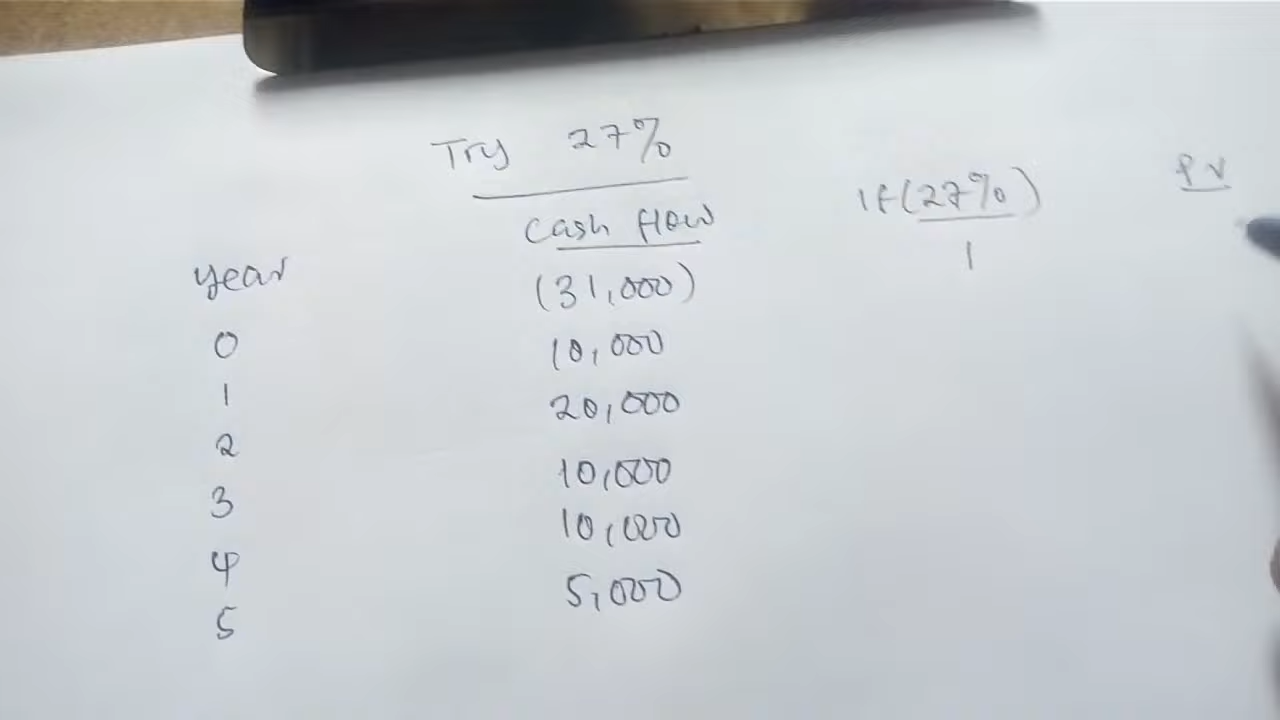 Try 27%
year cash flow If(27%) PV
0 (31,000) 1
1 10,000
2 20,000
3 10,000
4 10,000
5 5,000